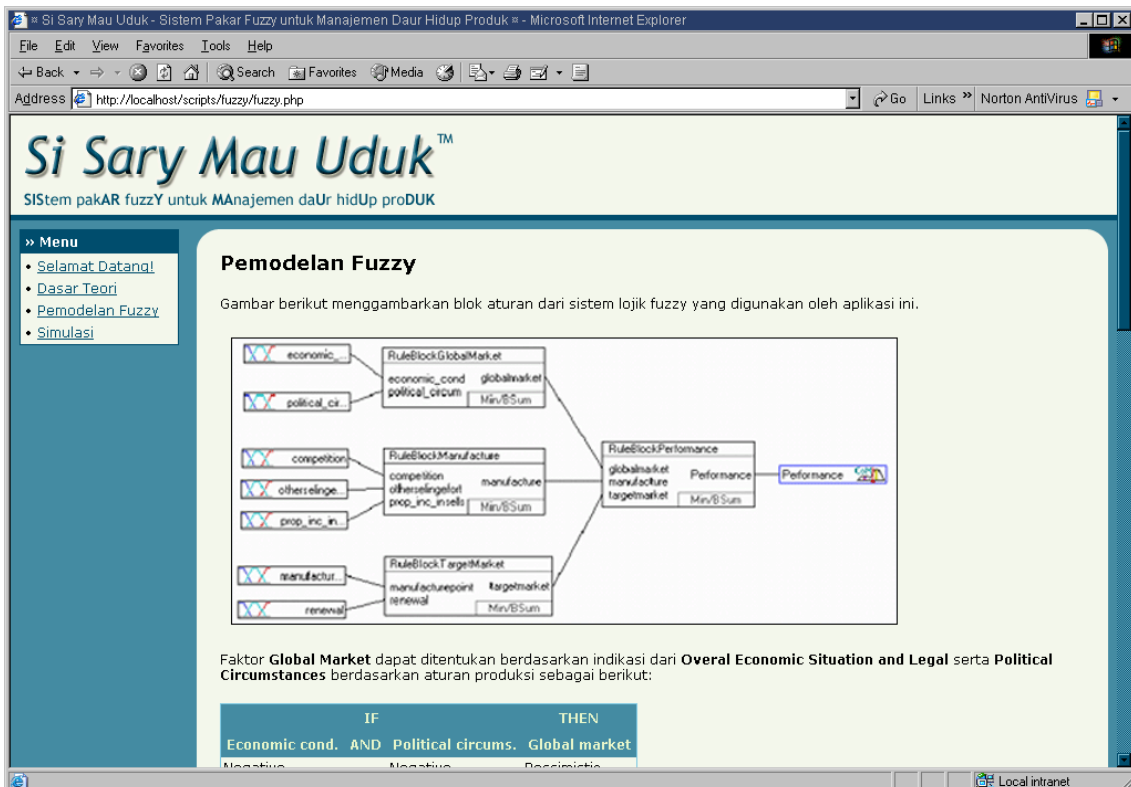 ¤ Si Sary Mau Uduk - Sistem Pakar Fuzzy untuk Manajemen Daur Hidup Produk ¤ - Microsoft Internet Explorer
File Edit View Favorites Tools Help
Back Search Favorites Media
Address http://localhost/scripts/fuzzy/fuzzy.php Go Links » Norton AntiVirus
Si Sary Mau Uduk™
SIStem pakAR fuzzY untuk MAnajemen daUr hidUp proDUK
» Menu
• Selamat Datang!
• Dasar Teori
• Pemodelan Fuzzy
• Simulasi
Pemodelan Fuzzy
Gambar berikut menggambarkan blok aturan dari sistem lojik fuzzy yang digunakan oleh aplikasi ini.
economic_...
political_cir...
RuleBlockGlobalMarket
economic_cond globalmarket
political_circum
Min/BSum
competition
otherselinge...
prop_inc_in...
RuleBlockManufacture
competition
otherselingefort manufacture
prop_inc_insells
Min/BSum
manufactur...
renewal
RuleBlockTargetMarket
manufacturepoint targetmarket
renewal
Min/BSum
RuleBlockPerformance
globalmarket
manufacture Performance
targetmarket
Min/BSum
Performance
Faktor Global Market dapat ditentukan berdasarkan indikasi dari Overal Economic Situation and Legal serta Political
Circumstances berdasarkan aturan produksi sebagai berikut:
IF THEN
Economic cond. AND Political circums. Global market
Negative Negative Pessimistic
Local intranet